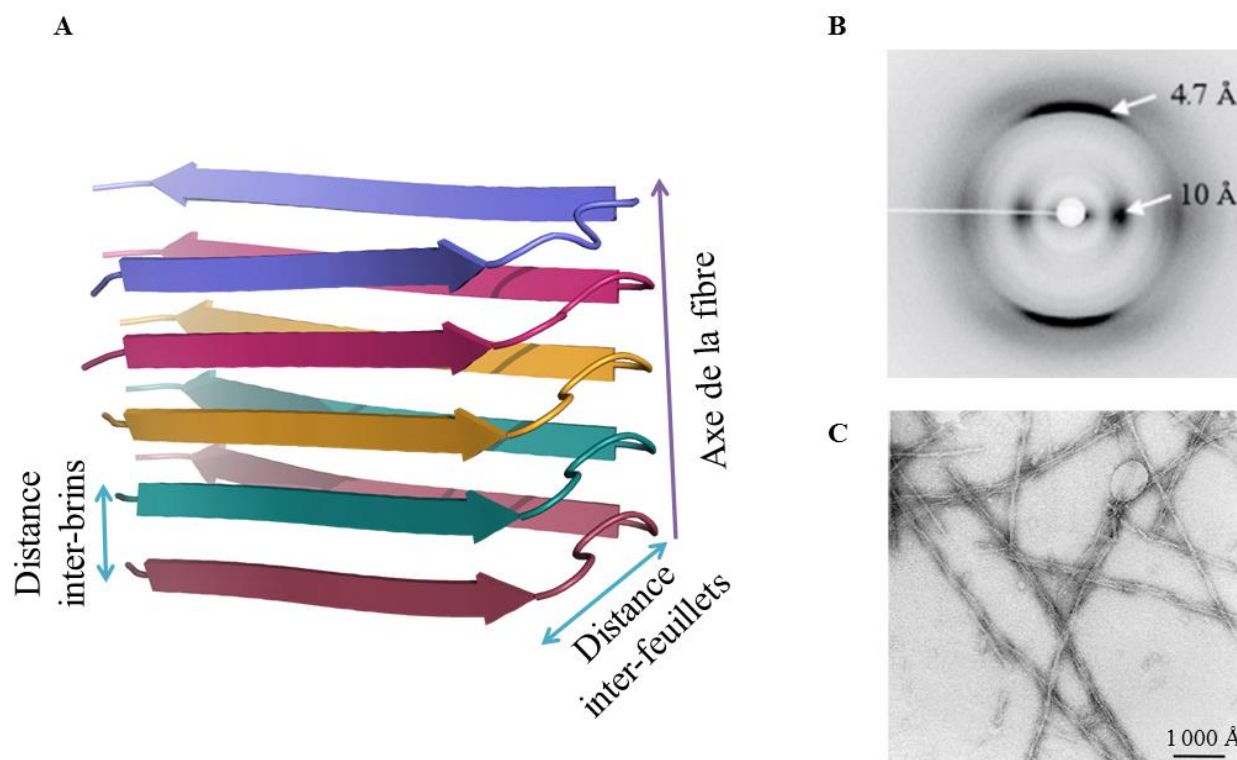 A
Distance
inter-brins
Axe de la fibre
Distance
inter-feuillets
B
4.7 Å
10 Å
C
1 000 Å